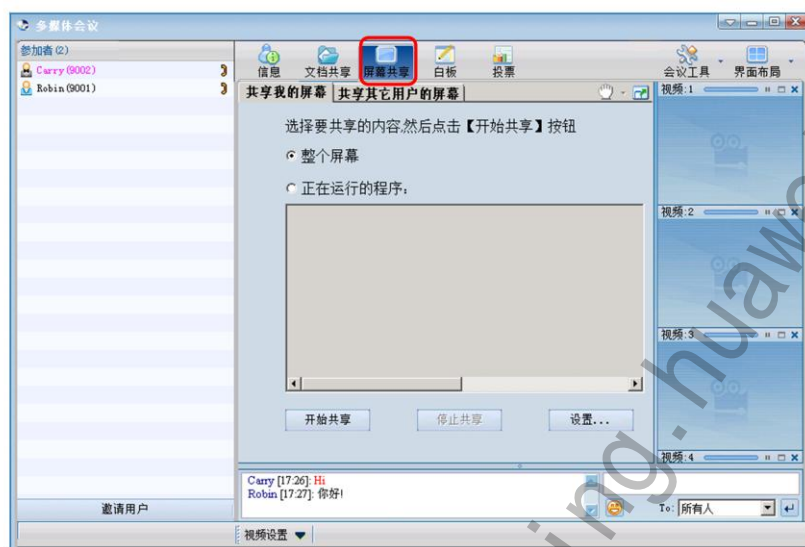 多媒体会议
参加者(2)
Carry(9002)
Robin(9001)
邀请用户
信息 文档共享 屏幕共享 白板 投票 会议工具 界面布局
共享我的屏幕 共享其它用户的屏幕
选择要共享的内容,然后点击【开始共享】按钮
整个屏幕
正在运行的程序:
开始共享 停止共享 设置...
视频:1
视频:2
视频:3
视频:4
Carry [17:26]: Hi
Robin [17:27]: 你好!
To: 所有人
视频设置
ing.huaw